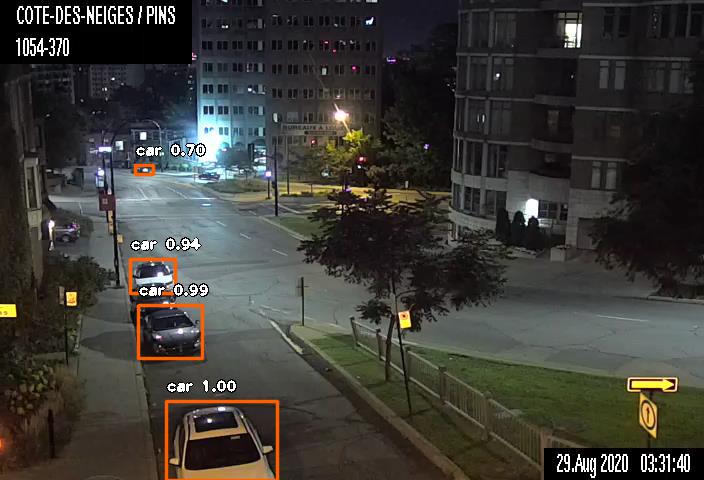 COTE-DES-NEIGES / PINS
1054-370
car 0.70
car 0.94
car 0.99
car 1.00
29.Aug 2020 03:31:40